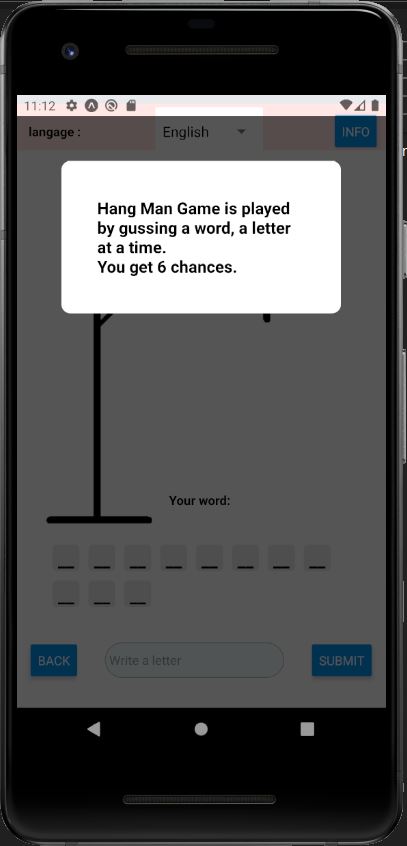 11:12
langage :
English
INFO
Hang Man Game is played
by gussing a word, a letter
at a time.
You get 6 chances.
Your word:
BACK
Write a letter
SUBMIT